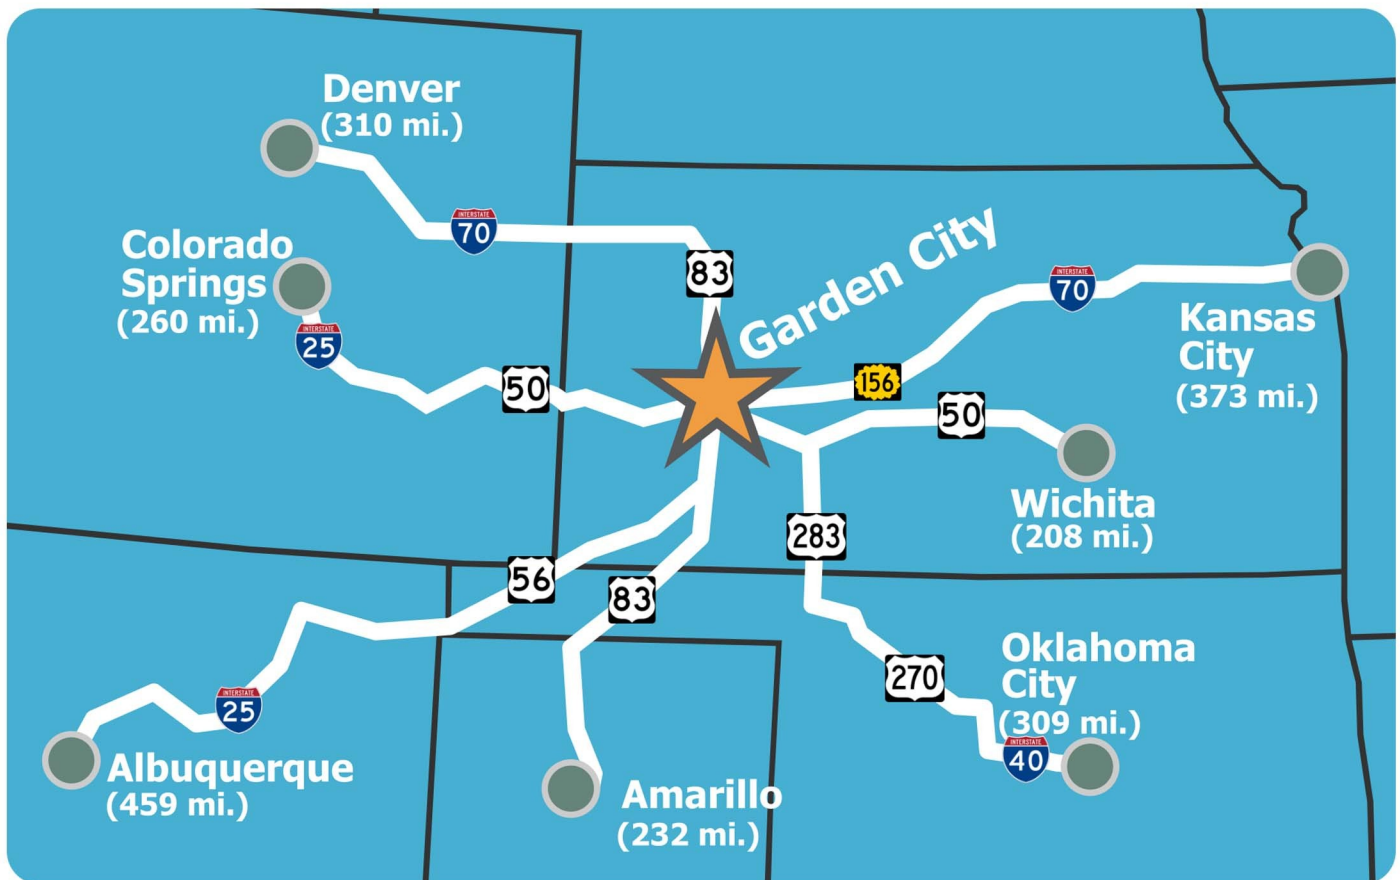 Denver
(310 mi.)
INTERSTATE
70
83
Colorado
Springs
(260 mi.)
INTERSTATE
25
50
Garden City
INTERSTATE
70
156
Kansas
City
(373 mi.)
50
Wichita
(208 mi.)
283
56
83
270
Oklahoma
City
(309 mi.)
INTERSTATE
40
INTERSTATE
25
Albuquerque
(459 mi.)
Amarillo
(232 mi.)